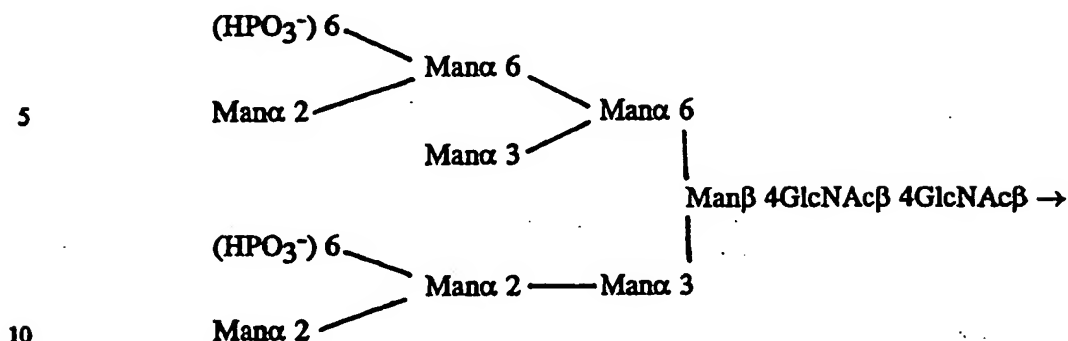 (HPO₃⁻) 6
Manα 6
5 Manα 2 Manα 6
Manα 3
Manβ 4GlcNAcβ 4GlcNAcβ →
(HPO₃⁻) 6
Manα 2 Manα 3
10 Manα 2